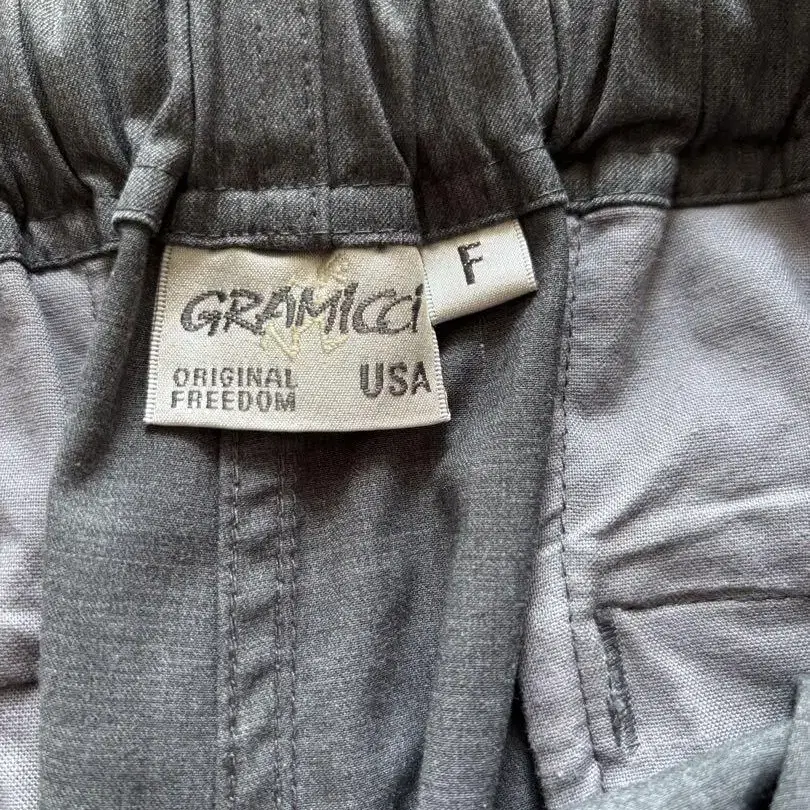 F
GRAMiCCi
ORIGINAL
FREEDOM
USA